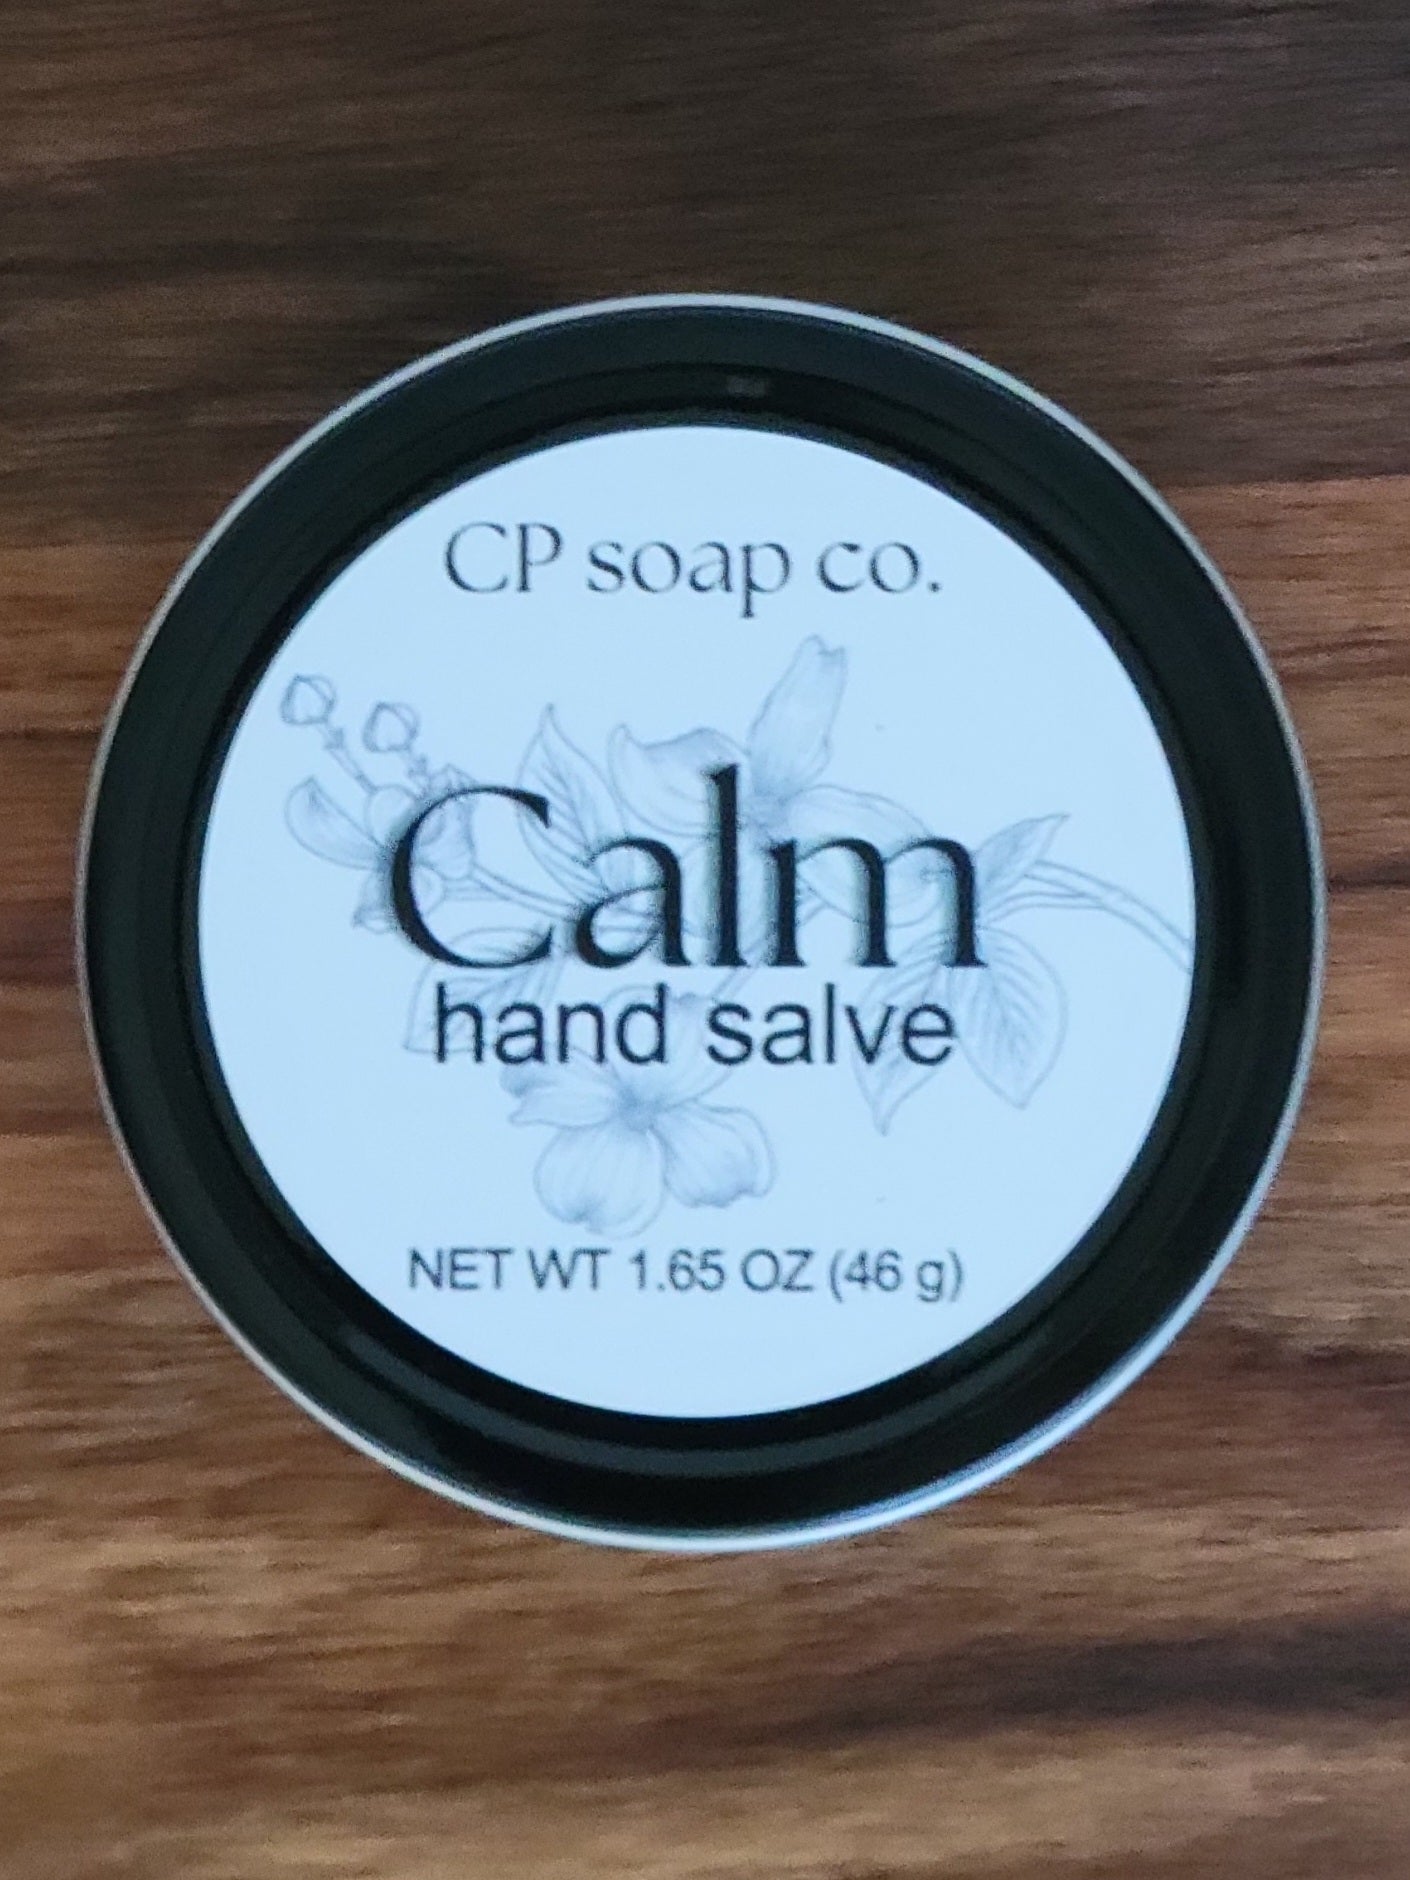 CP soap co.
Calm
hand salve
NET WT 1.65 OZ (46 g)